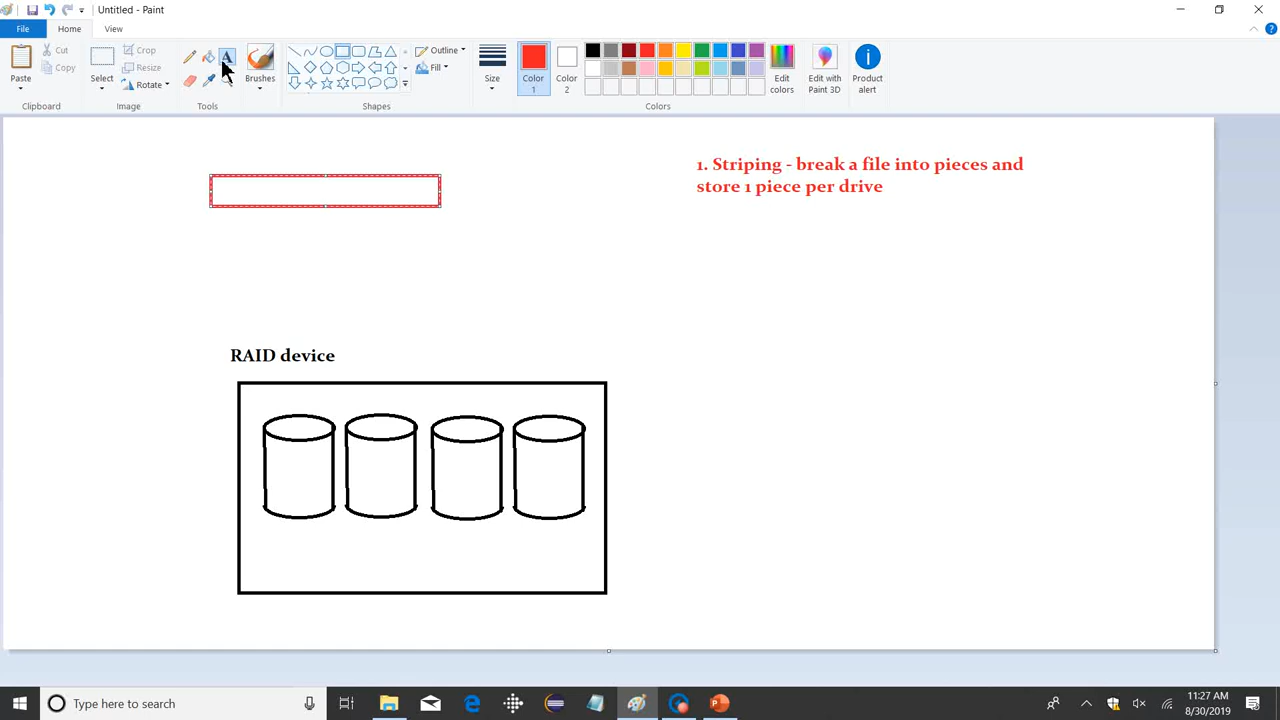 Untitled - Paint
File
Home
View
Paste
Cut
Copy
Clipboard
Select
Crop
Resize
Rotate
Image
A
Tools
Brushes
Outline
Fill
Shapes
Size
Color 1
Color 2
Edit colors
Colors
Edit with Paint 3D
Product alert
1. Striping - break a file into pieces and
store 1 piece per drive
RAID device
Type here to search
11:27 AM
8/30/2019